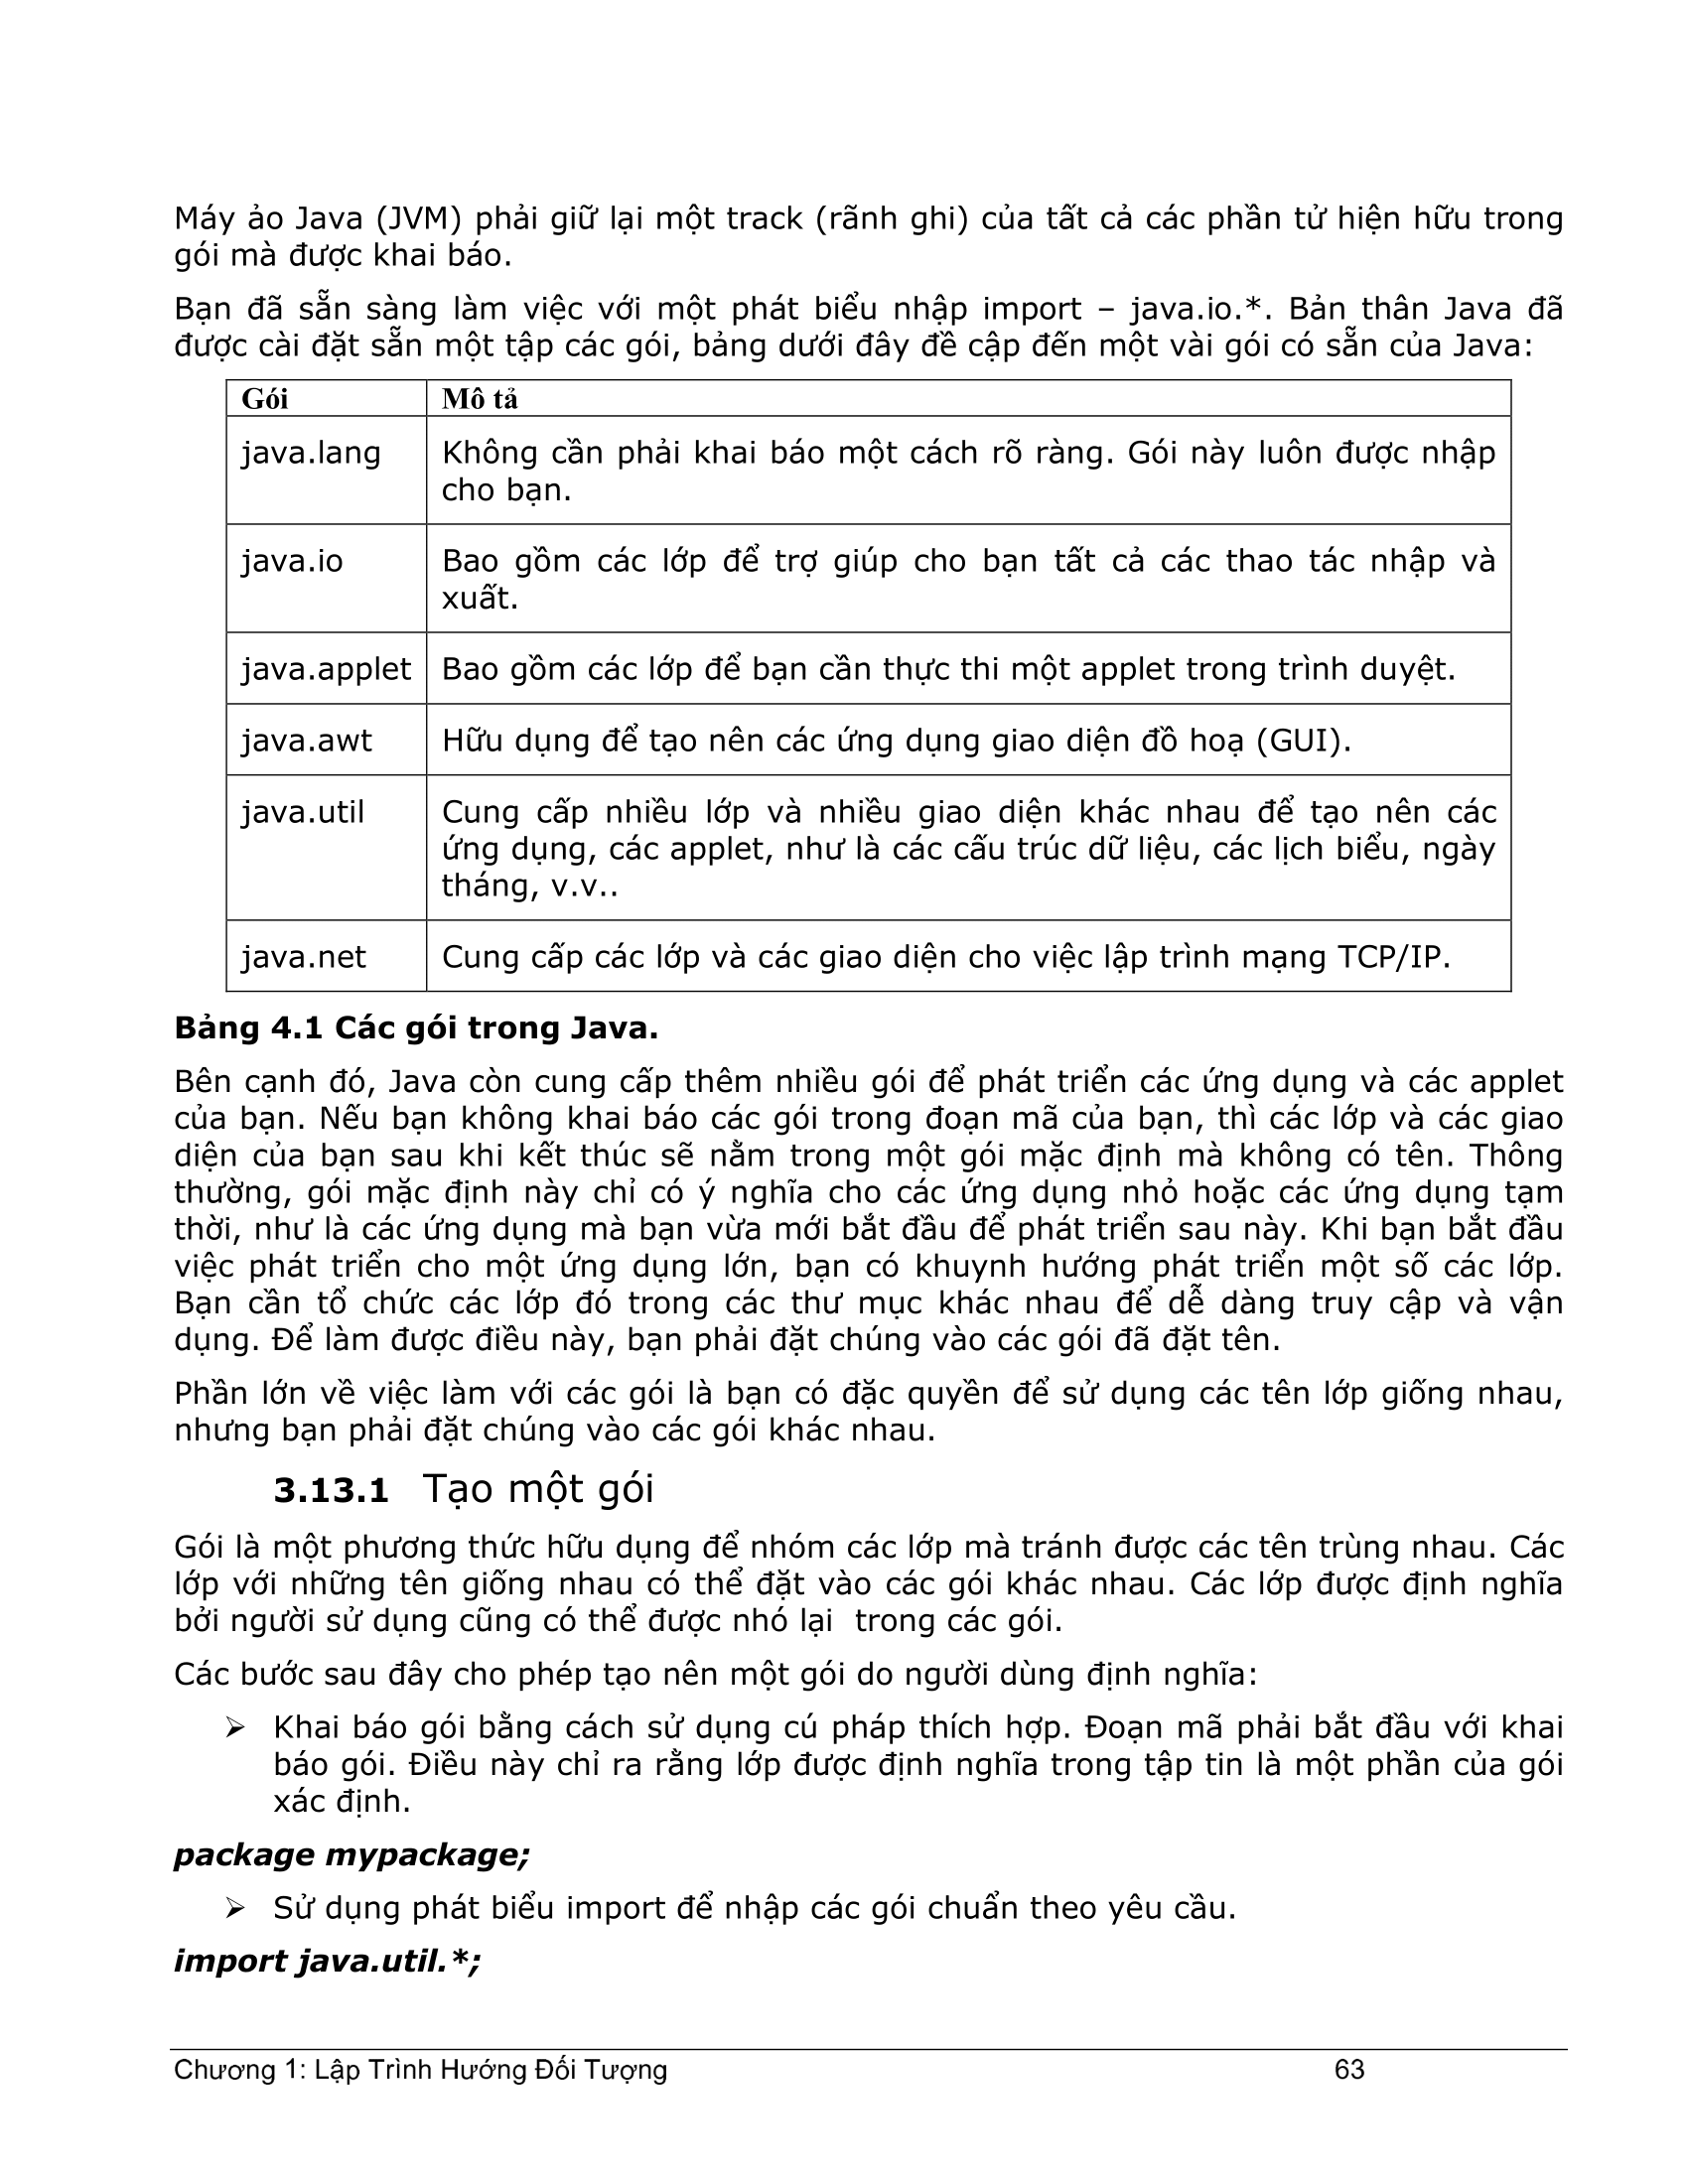 Máy ảo Java (JVM) phải giữ lại một track (rãnh ghi) của tất cả các phần tử hiện hữu trong
gói mà được khai báo.
Bạn đã sẵn sàng làm việc với một phát biểu nhập import – java.io.*. Bản thân Java đã
được cài đặt sẵn một tập các gói, bảng dưới đây đề cập đến một vài gói có sẵn của Java:
Gói Mô tả
java.lang Không cần phải khai báo một cách rõ ràng. Gói này luôn được nhập
cho bạn.
java.io Bao gồm các lớp để trợ giúp cho bạn tất cả các thao tác nhập và
xuất.
java.applet Bao gồm các lớp để bạn cần thực thi một applet trong trình duyệt.
java.awt Hữu dụng để tạo nên các ứng dụng giao diện đồ hoạ (GUI).
java.util Cung cấp nhiều lớp và nhiều giao diện khác nhau để tạo nên các
ứng dụng, các applet, như là các cấu trúc dữ liệu, các lịch biểu, ngày
tháng, v.v..
java.net Cung cấp các lớp và các giao diện cho việc lập trình mạng TCP/IP.
Bảng 4.1 Các gói trong Java.
Bên cạnh đó, Java còn cung cấp thêm nhiều gói để phát triển các ứng dụng và các applet
của bạn. Nếu bạn không khai báo các gói trong đoạn mã của bạn, thì các lớp và các giao
diện của bạn sau khi kết thúc sẽ nằm trong một gói mặc định mà không có tên. Thông
thường, gói mặc định này chỉ có ý nghĩa cho các ứng dụng nhỏ hoặc các ứng dụng tạm
thời, như là các ứng dụng mà bạn vừa mới bắt đầu để phát triển sau này. Khi bạn bắt đầu
việc phát triển cho một ứng dụng lớn, bạn có khuynh hướng phát triển một số các lớp.
Bạn cần tổ chức các lớp đó trong các thư mục khác nhau để dễ dàng truy cập và vận
dụng. Để làm được điều này, bạn phải đặt chúng vào các gói đã đặt tên.
Phần lớn về việc làm với các gói là bạn có đặc quyền để sử dụng các tên lớp giống nhau,
nhưng bạn phải đặt chúng vào các gói khác nhau.
3.13.1 Tạo một gói
Gói là một phương thức hữu dụng để nhóm các lớp mà tránh được các tên trùng nhau. Các
lớp với những tên giống nhau có thể đặt vào các gói khác nhau. Các lớp được định nghĩa
bởi người sử dụng cũng có thể được nhó lại trong các gói.
Các bước sau đây cho phép tạo nên một gói do người dùng định nghĩa:
➢ Khai báo gói bằng cách sử dụng cú pháp thích hợp. Đoạn mã phải bắt đầu với khai
báo gói. Điều này chỉ ra rằng lớp được định nghĩa trong tập tin là một phần của gói
xác định.
package mypackage;
➢ Sử dụng phát biểu import để nhập các gói chuẩn theo yêu cầu.
import java.util.*;
Chương 1: Lập Trình Hướng Đối Tượng 63